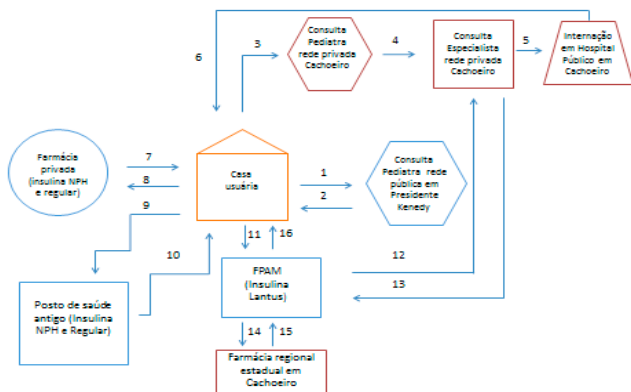 6
3
Consulta
Pediatra
rede privada
Cachoeiro
4
Consulta
Especialista
rede privada
Cachoeiro
5
Internação
em Hospital
Público em
Cachoeiro
Farmácia
privada
(insulina NPH
e regular)
7
8
Casa
usuária
1
2
Consulta
Pediatra rede
pública em
Presidente
Kenedy
9
10
11
16
12
13
Posto de saúde
antigo (Insulina
NPH e Regular)
FPAM
(Insulina
Lantus)
14
15
Farmácia regional
estadual em
Cachoeiro